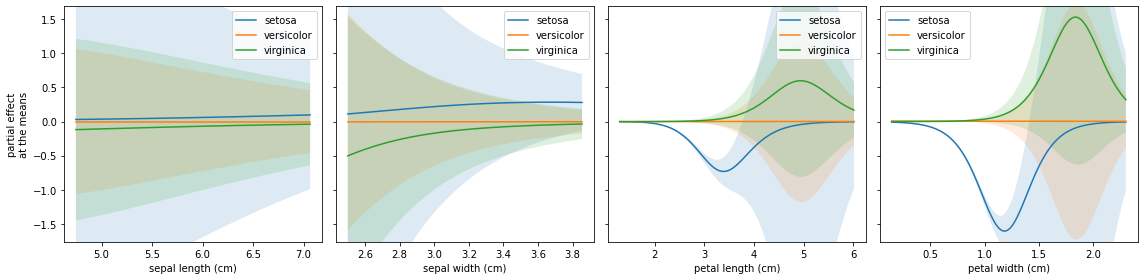 partial effect
at the means
1.5
1.0
0.5
0.0
−0.5
−1.0
−1.5
setosa
versicolor
virginica
5.0 5.5 6.0 6.5 7.0
sepal length (cm)
setosa
versicolor
virginica
2.6 2.8 3.0 3.2 3.4 3.6 3.8
sepal width (cm)
setosa
versicolor
virginica
2 3 4 5 6
petal length (cm)
setosa
versicolor
virginica
0.5 1.0 1.5 2.0
petal width (cm)